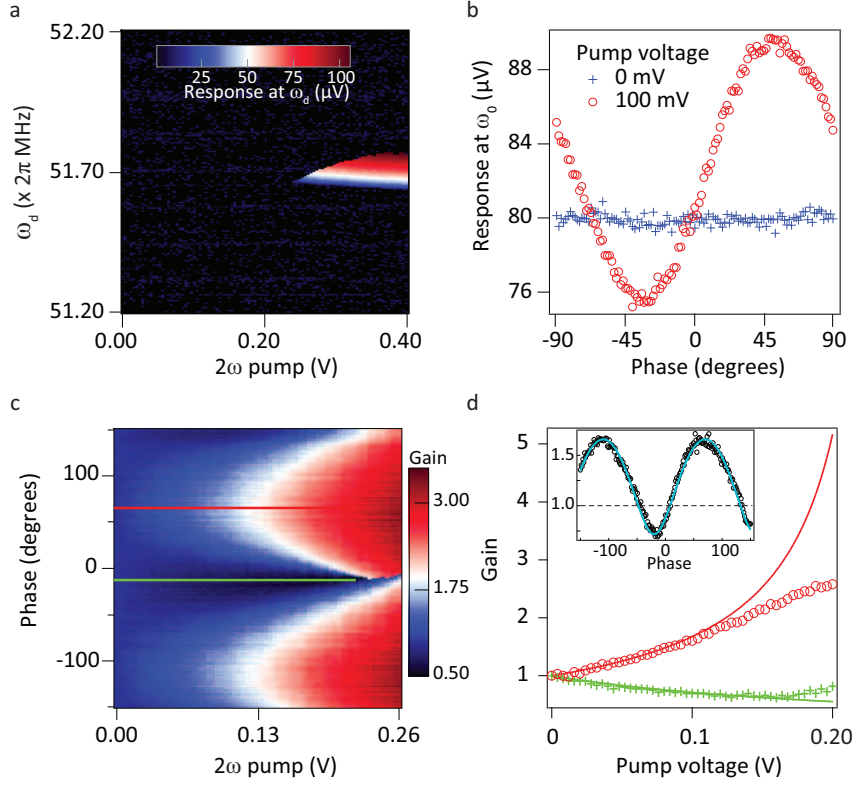 a
52.20
51.70
51.20
ω_d (x 2π MHz)
25 50 75 100
Response at ω_d (μV)
0.00 0.20 0.40
2ω pump (V)
b
88
84
80
76
Response at ω_0 (μV)
Pump voltage
0 mV
100 mV
-90 -45 0 45 90
Phase (degrees)
c
100
0
-100
Phase (degrees)
Gain
3.00
1.75
0.50
0.00 0.13 0.26
2ω pump (V)
d
5
4
3
2
1
Gain
1.5
1.0
-100 0 100
Phase
0 0.1 0.20
Pump voltage (V)